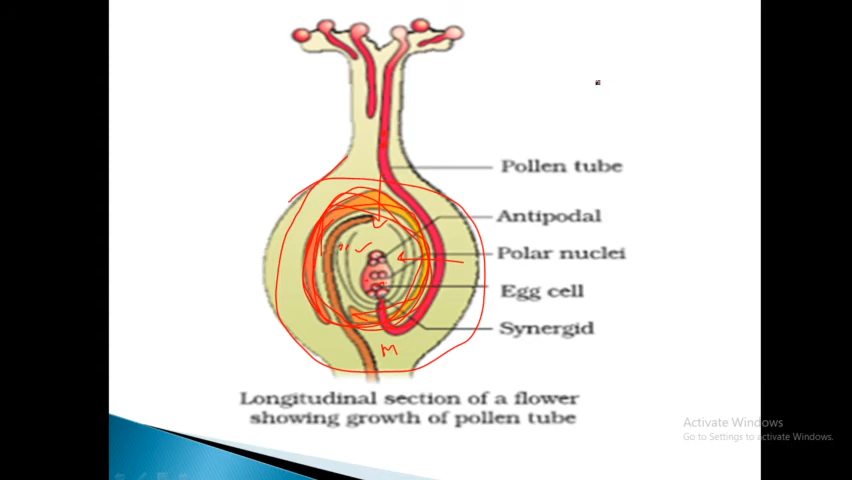 Pollen tube
Antipodal
Polar nuclei
Egg cell
Synergid
M
Longitudinal section of a flower
showing growth of pollen tube
Activate Windows
Go to Settings to activate Windows.